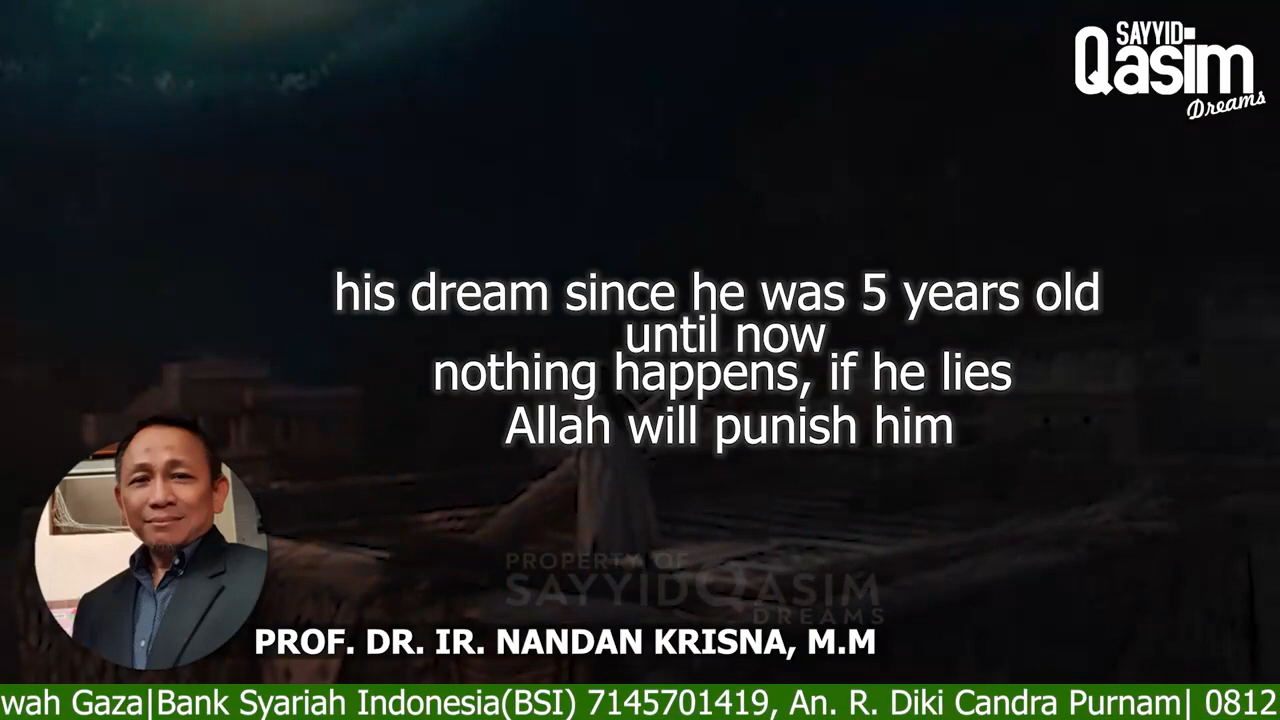 SAYYID
Qasim
Dreams
his dream since he was 5 years old
until now
nothing happens, if he lies
Allah will punish him
PROPERTY OF
SAYYID QASIM
DREAMS
PROF. DR. IR. NANDAN KRISNA, M.M
wah Gaza|Bank Syariah Indonesia(BSI) 7145701419, An. R. Diki Candra Purnam| 0812